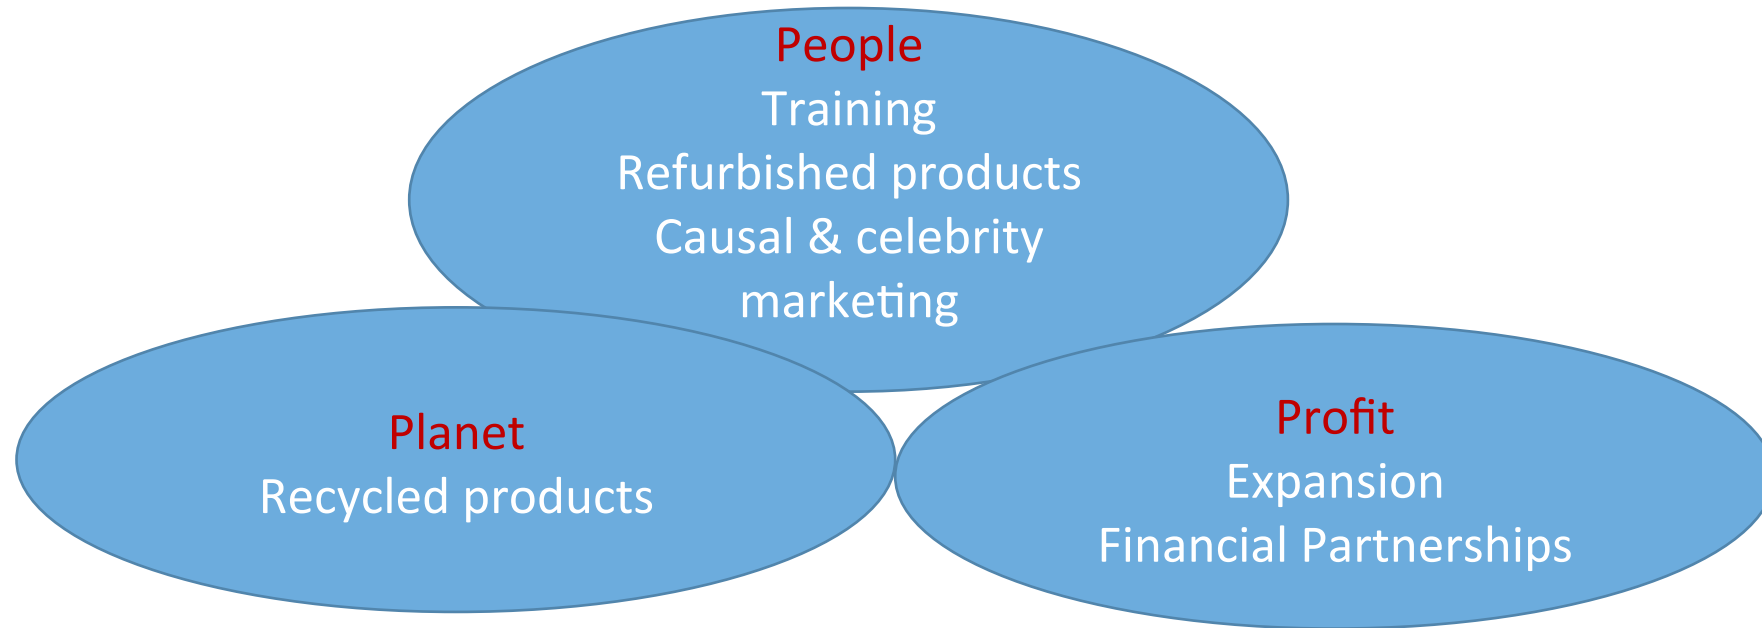 People
Training
Refurbished products
Causal & celebrity
marketing
Planet
Recycled products
Profit
Expansion
Financial Partnerships